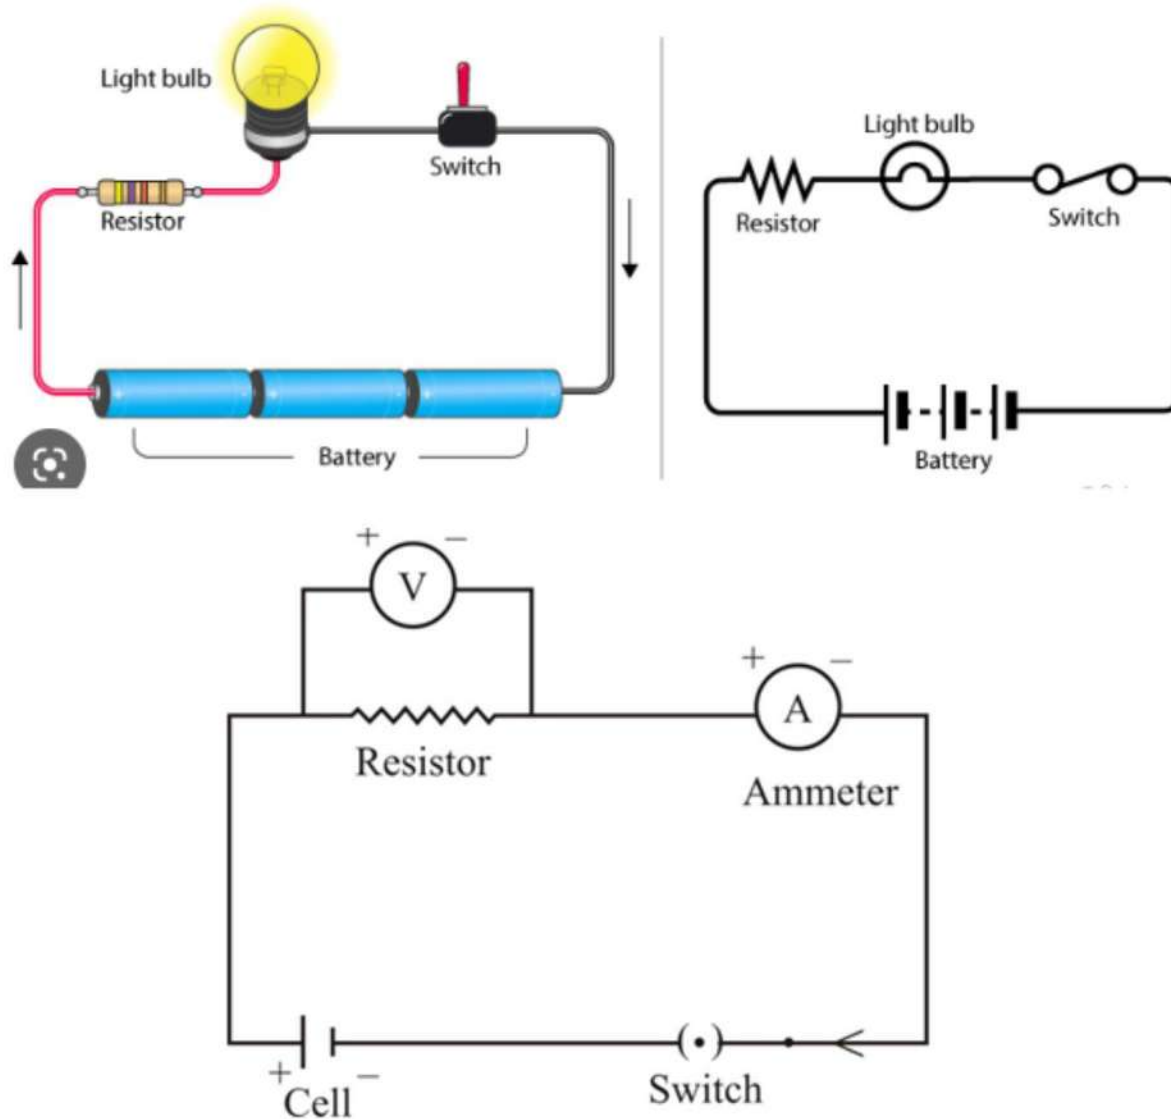 Light bulb
Switch
Resistor
Battery
Light bulb
Resistor
Switch
Battery
+ −
V
+ −
A
Resistor
Ammeter
+ −
Cell
Switch